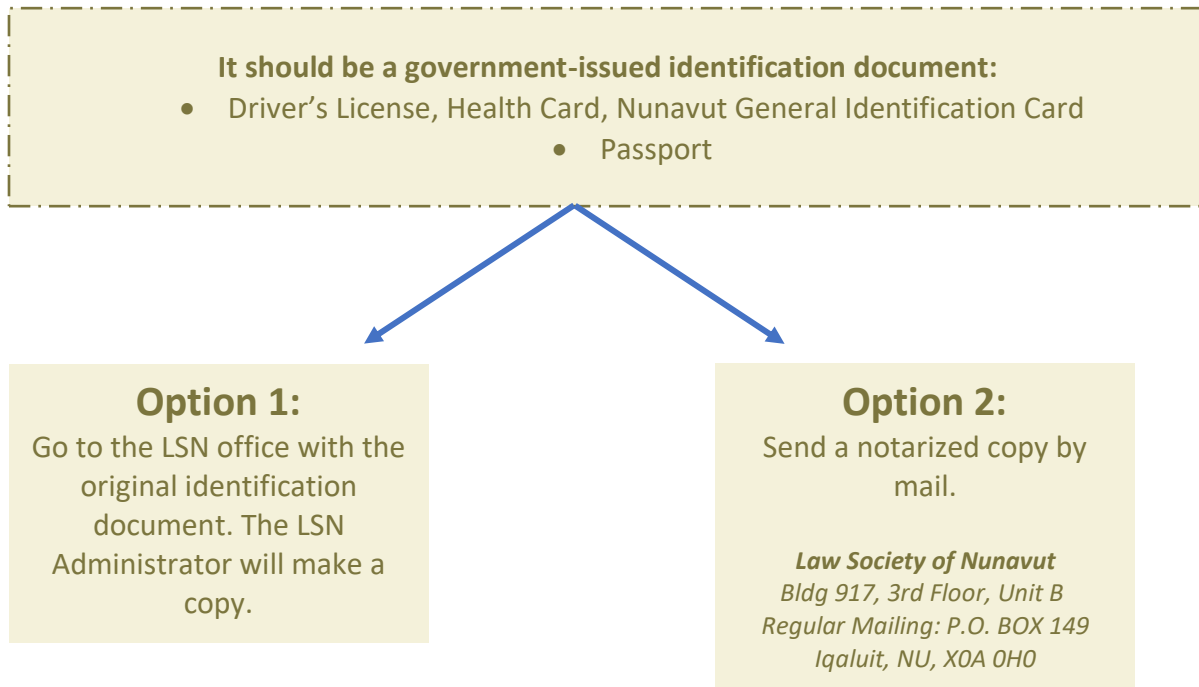 It should be a government-issued identification document:
● Driver’s License, Health Card, Nunavut General Identification Card
● Passport
Option 1:
Go to the LSN office with the
original identification
document. The LSN
Administrator will make a
copy.
Option 2:
Send a notarized copy by
mail.
Law Society of Nunavut
Bldg 917, 3rd Floor, Unit B
Regular Mailing: P.O. BOX 149
Iqaluit, NU, X0A 0H0